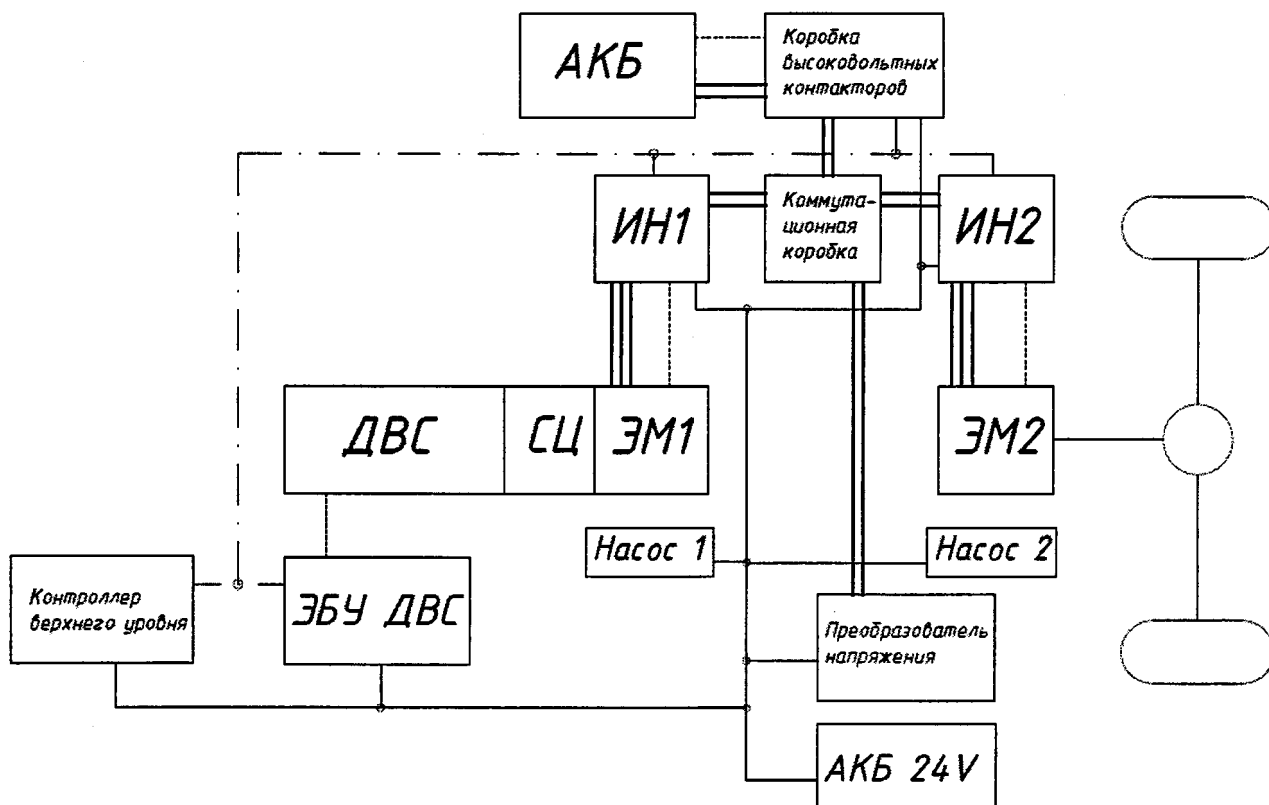 АКБ
Коробка
высоковольтных
контакторов
ИН1
Коммута-
ционная
коробка
ИН2
ДВС
СЦ
ЭМ1
ЭМ2
Насос 1
Насос 2
Контроллер
верхнего уровня
ЭБУ ДВС
Преобразователь
напряжения
АКБ 24V